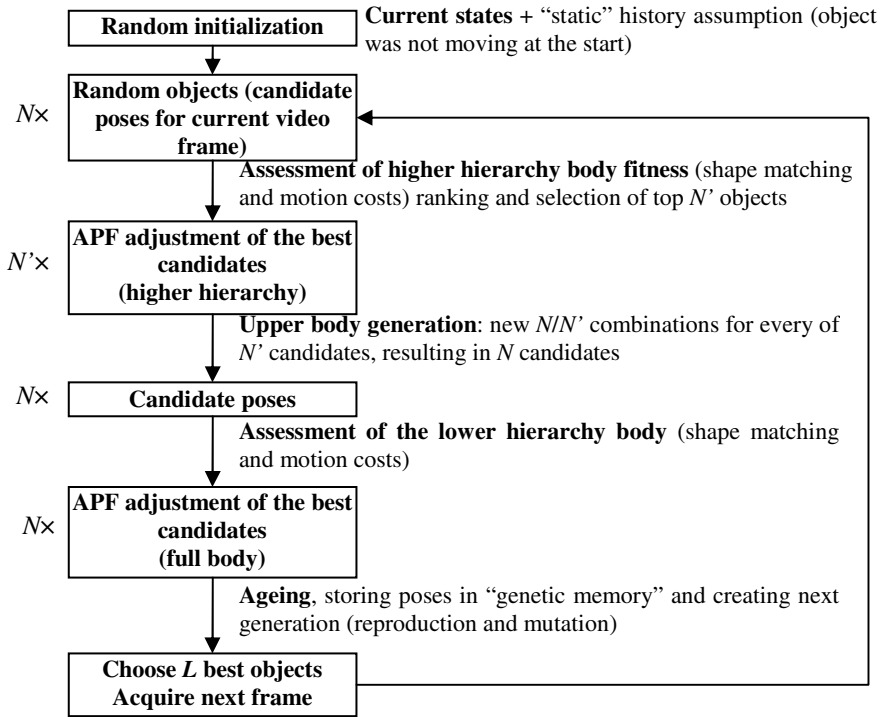 Random initialization
Current states + “static” history assumption (object
was not moving at the start)
N×
Random objects (candidate
poses for current video
frame)
Assessment of higher hierarchy body fitness (shape matching
and motion costs) ranking and selection of top N’ objects
N’×
APF adjustment of the best
candidates
(higher hierarchy)
Upper body generation: new N/N’ combinations for every of
N’ candidates, resulting in N candidates
N×
Candidate poses
Assessment of the lower hierarchy body (shape matching
and motion costs)
N×
APF adjustment of the best
candidates
(full body)
Ageing, storing poses in “genetic memory” and creating next
generation (reproduction and mutation)
Choose L best objects
Acquire next frame